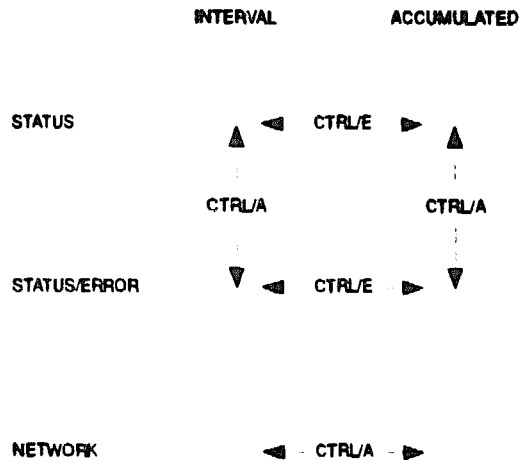 INTERVAL ACCUMULATED
STATUS CTRL/E
CTRL/A CTRL/A
STATUS/ERROR CTRL/E
NETWORK CTRL/A